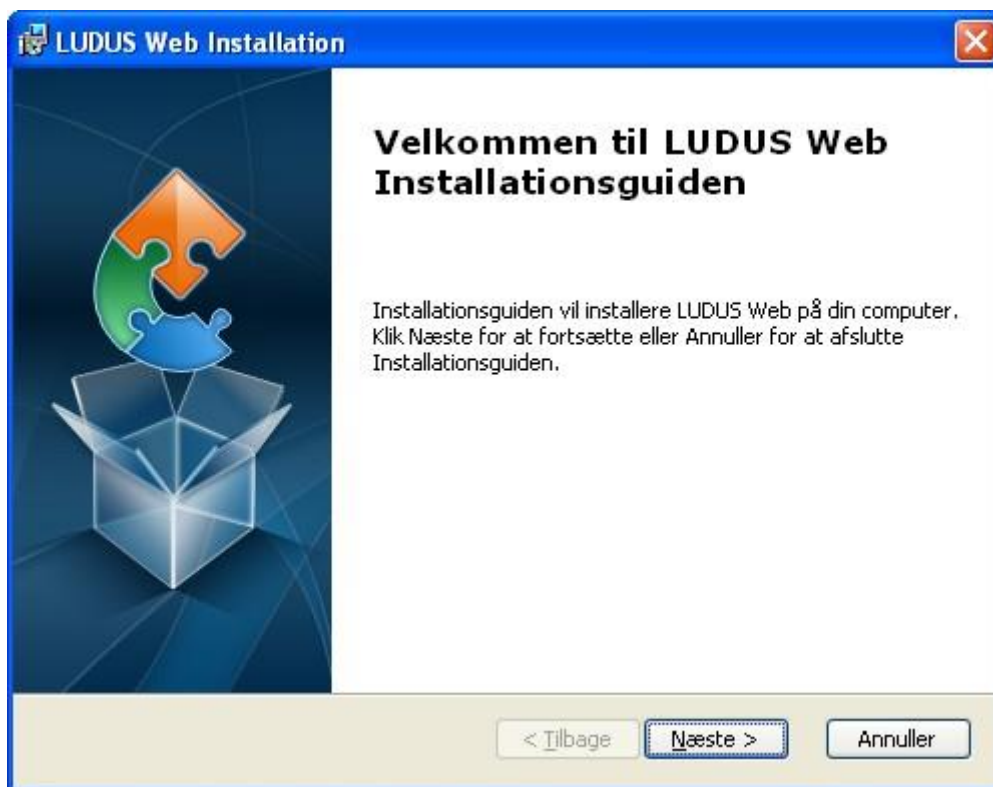 LUDUS Web Installation
Velkommen til LUDUS Web
Installationsguiden
Installationsguiden vil installere LUDUS Web på din computer.
Klik Næste for at fortsætte eller Annuller for at afslutte
Installationsguiden.
< Tilbage
Næste >
Annuller